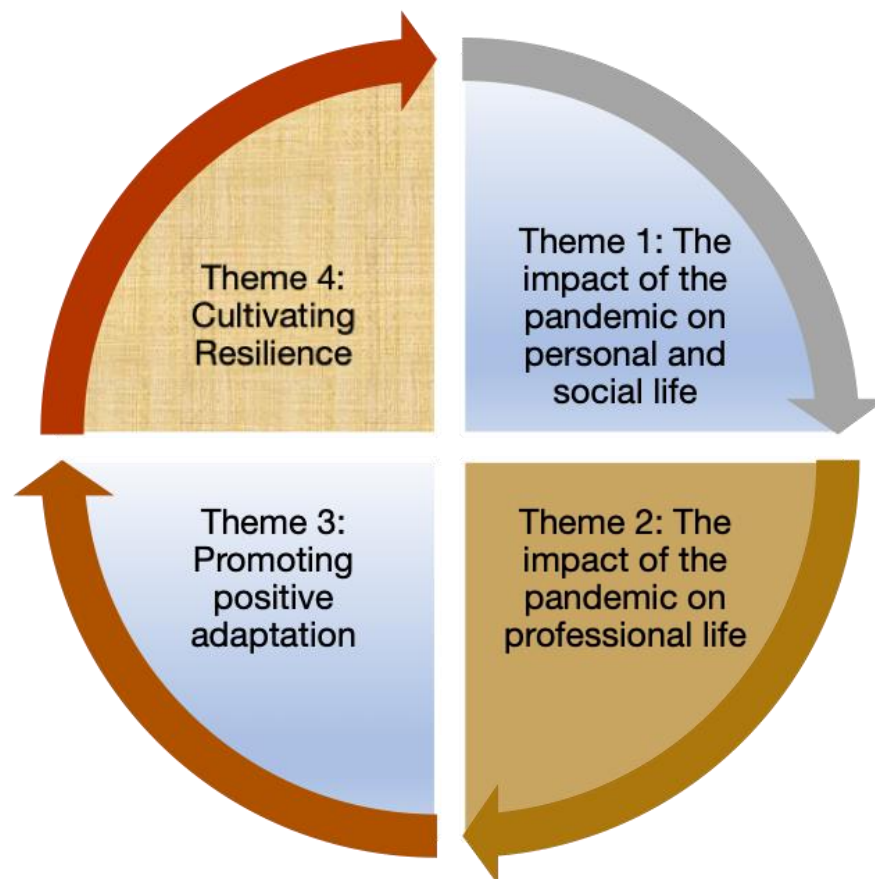 Theme 4:
Cultivating
Resilience
Theme 1: The
impact of the
pandemic on
personal and
social life
Theme 3:
Promoting
positive
adaptation
Theme 2: The
impact of the
pandemic on
professional life